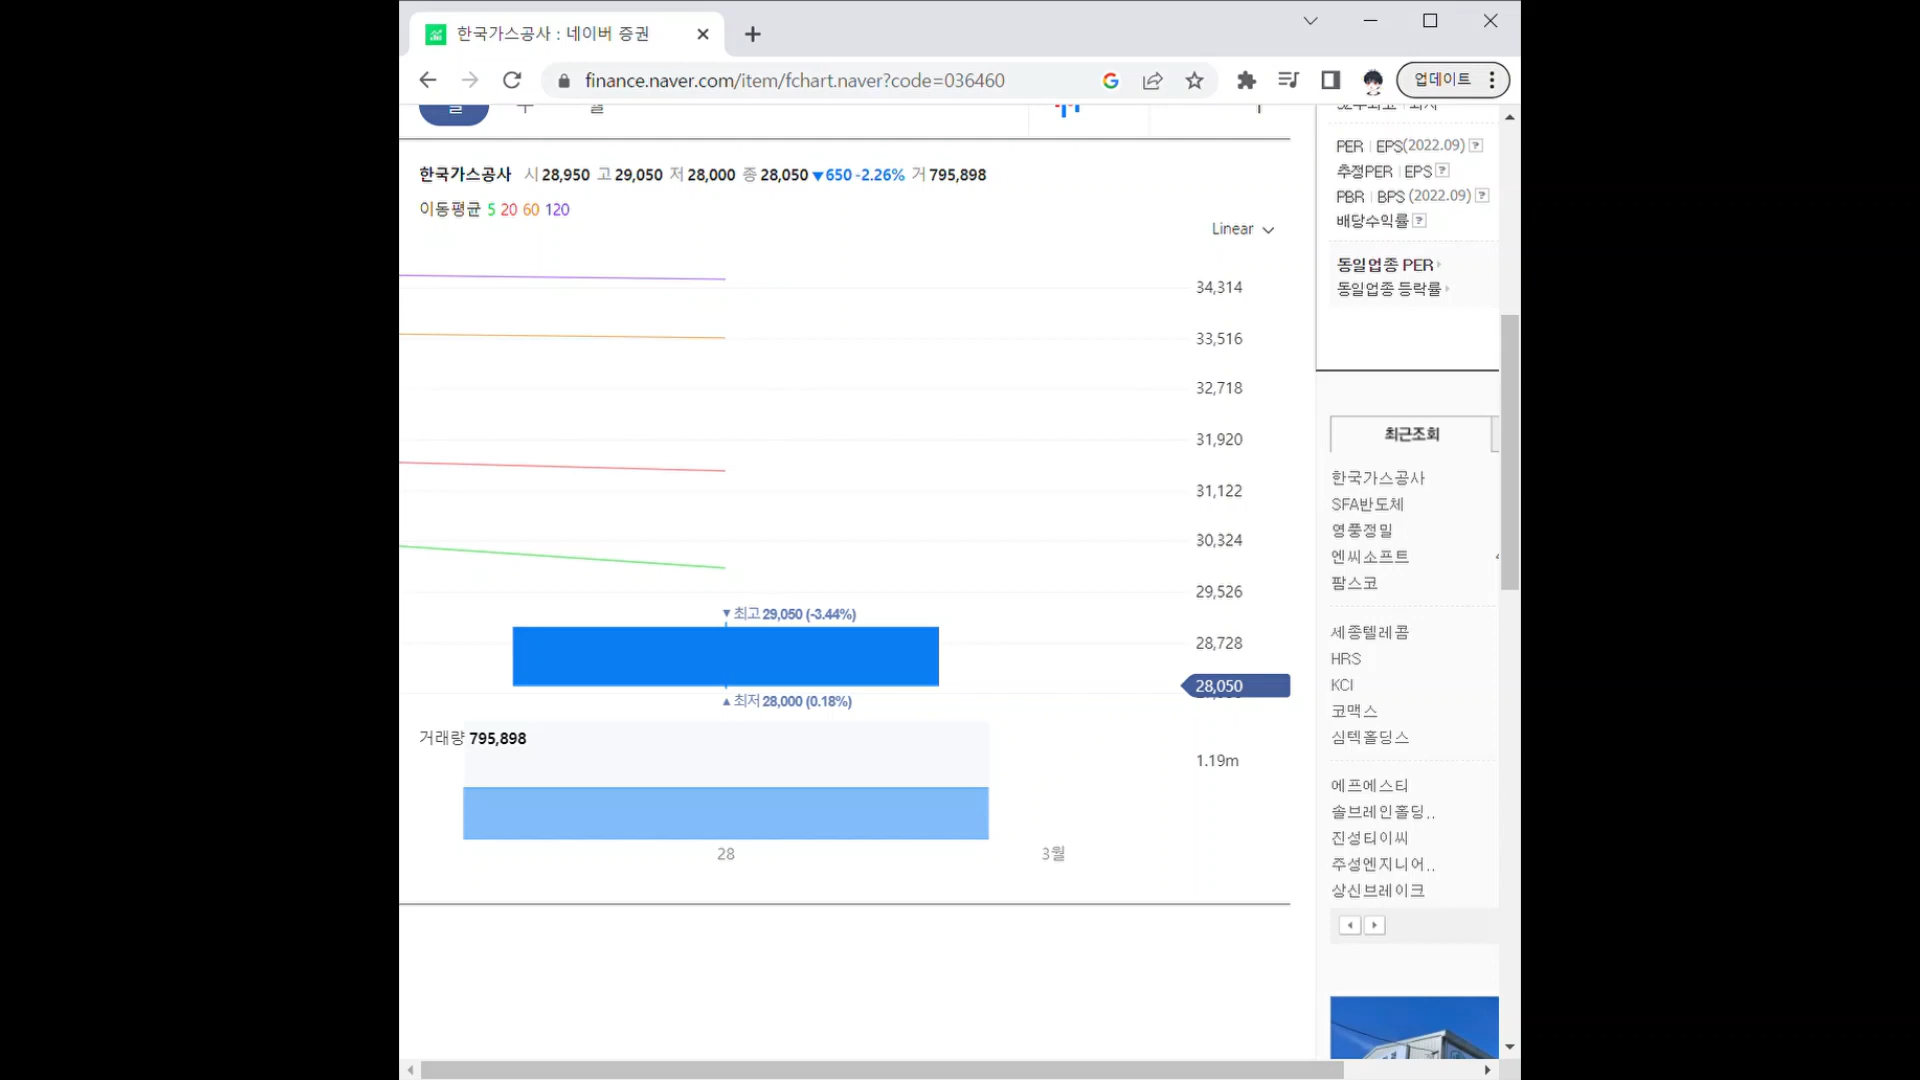 한국가스공사 : 네이버 증권
finance.naver.com/item/fchart.naver?code=036460
업데이트
한국가스공사 시 28,950 고 29,050 저 28,000 종 28,050 ▼650 -2.26% 거 795,898
이동평균 5 20 60 120
Linear
34,314
33,516
32,718
31,920
31,122
30,324
29,526
28,728
28,050
▼ 최고 29,050 (-3.44%)
▲ 최저 28,000 (0.18%)
거래량 795,898
1.19m
28
3월
PER | EPS(2022.09) ?
추정PER | EPS ?
PBR | BPS (2022.09) ?
배당수익률 ?
동일업종 PER
동일업종 등락률
최근조회
한국가스공사
SFA반도체
영풍정밀
엔씨소프트
팜스코
세종텔레콤
HRS
KCI
코맥스
심텍홀딩스
에프에스티
솔브레인홀딩..
진성티이씨
주성엔지니어..
상신브레이크